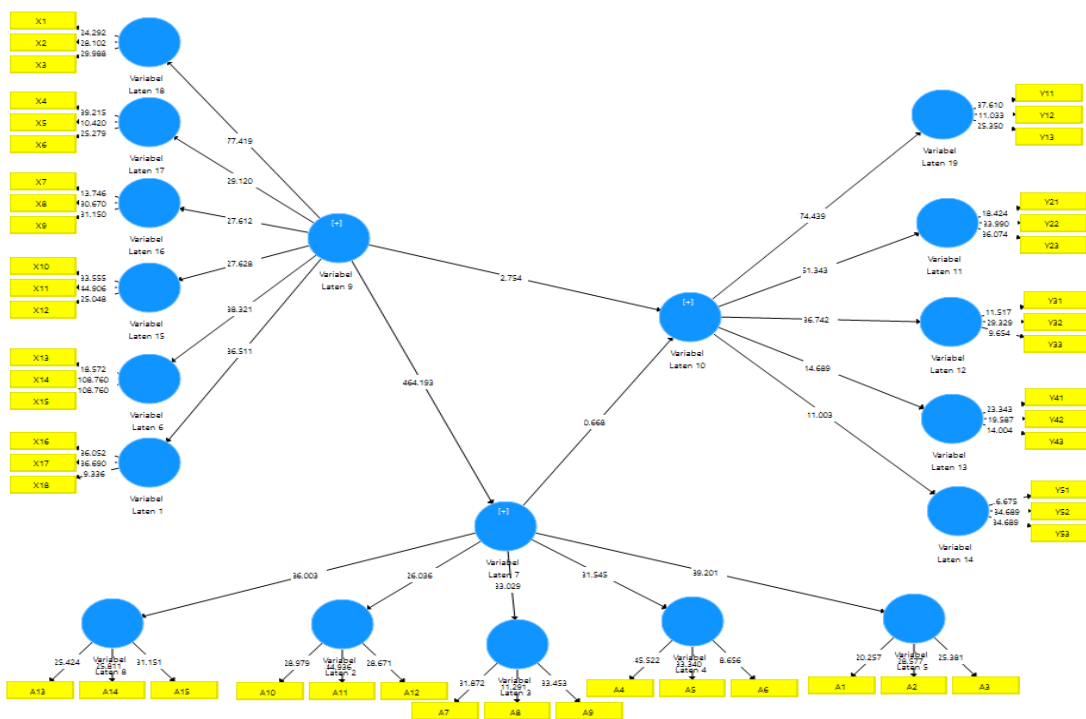 X1
X2
X3
24.292
28.102
29.988
Variabel
Laten 18
X4
X5
X6
39.215
10.420
25.279
Variabel
Laten 17
X7
X8
X9
13.746
30.670
31.150
Variabel
Laten 16
X10
X11
X12
33.555
44.906
25.048
Variabel
Laten 15
X13
X14
X15
18.572
108.760
108.760
Variabel
Laten 6
X16
X17
X18
36.052
36.690
9.336
Variabel
Laten 1
77.419
29.120
27.612
27.628
38.321
36.511
[+]
Variabel
Laten 9
2.754
464.193
0.668
[+]
Variabel
Laten 10
74.439
51.343
36.742
14.689
11.003
Variabel
Laten 19
37.610
11.033
25.350
Y11
Y12
Y13
Variabel
Laten 11
18.424
33.990
36.074
Y21
Y22
Y23
Variabel
Laten 12
11.517
29.329
9.654
Y31
Y32
Y33
Variabel
Laten 13
23.343
19.587
14.004
Y41
Y42
Y43
Variabel
Laten 14
6.675
34.689
34.689
Y51
Y52
Y53
[+]
Variabel
Laten 7
36.003
26.036
33.029
31.545
39.201
Variabel
Laten 8
25.424
31.151
A13
A14
A15
Variabel
Laten 2
28.979
44.936
28.671
A10
A11
A12
Variabel
Laten 3
31.872
11.291
33.453
A7
A8
A9
Variabel
Laten 4
45.522
33.340
8.656
A4
A5
A6
Variabel
Laten 5
20.257
28.577
25.381
A1
A2
A3